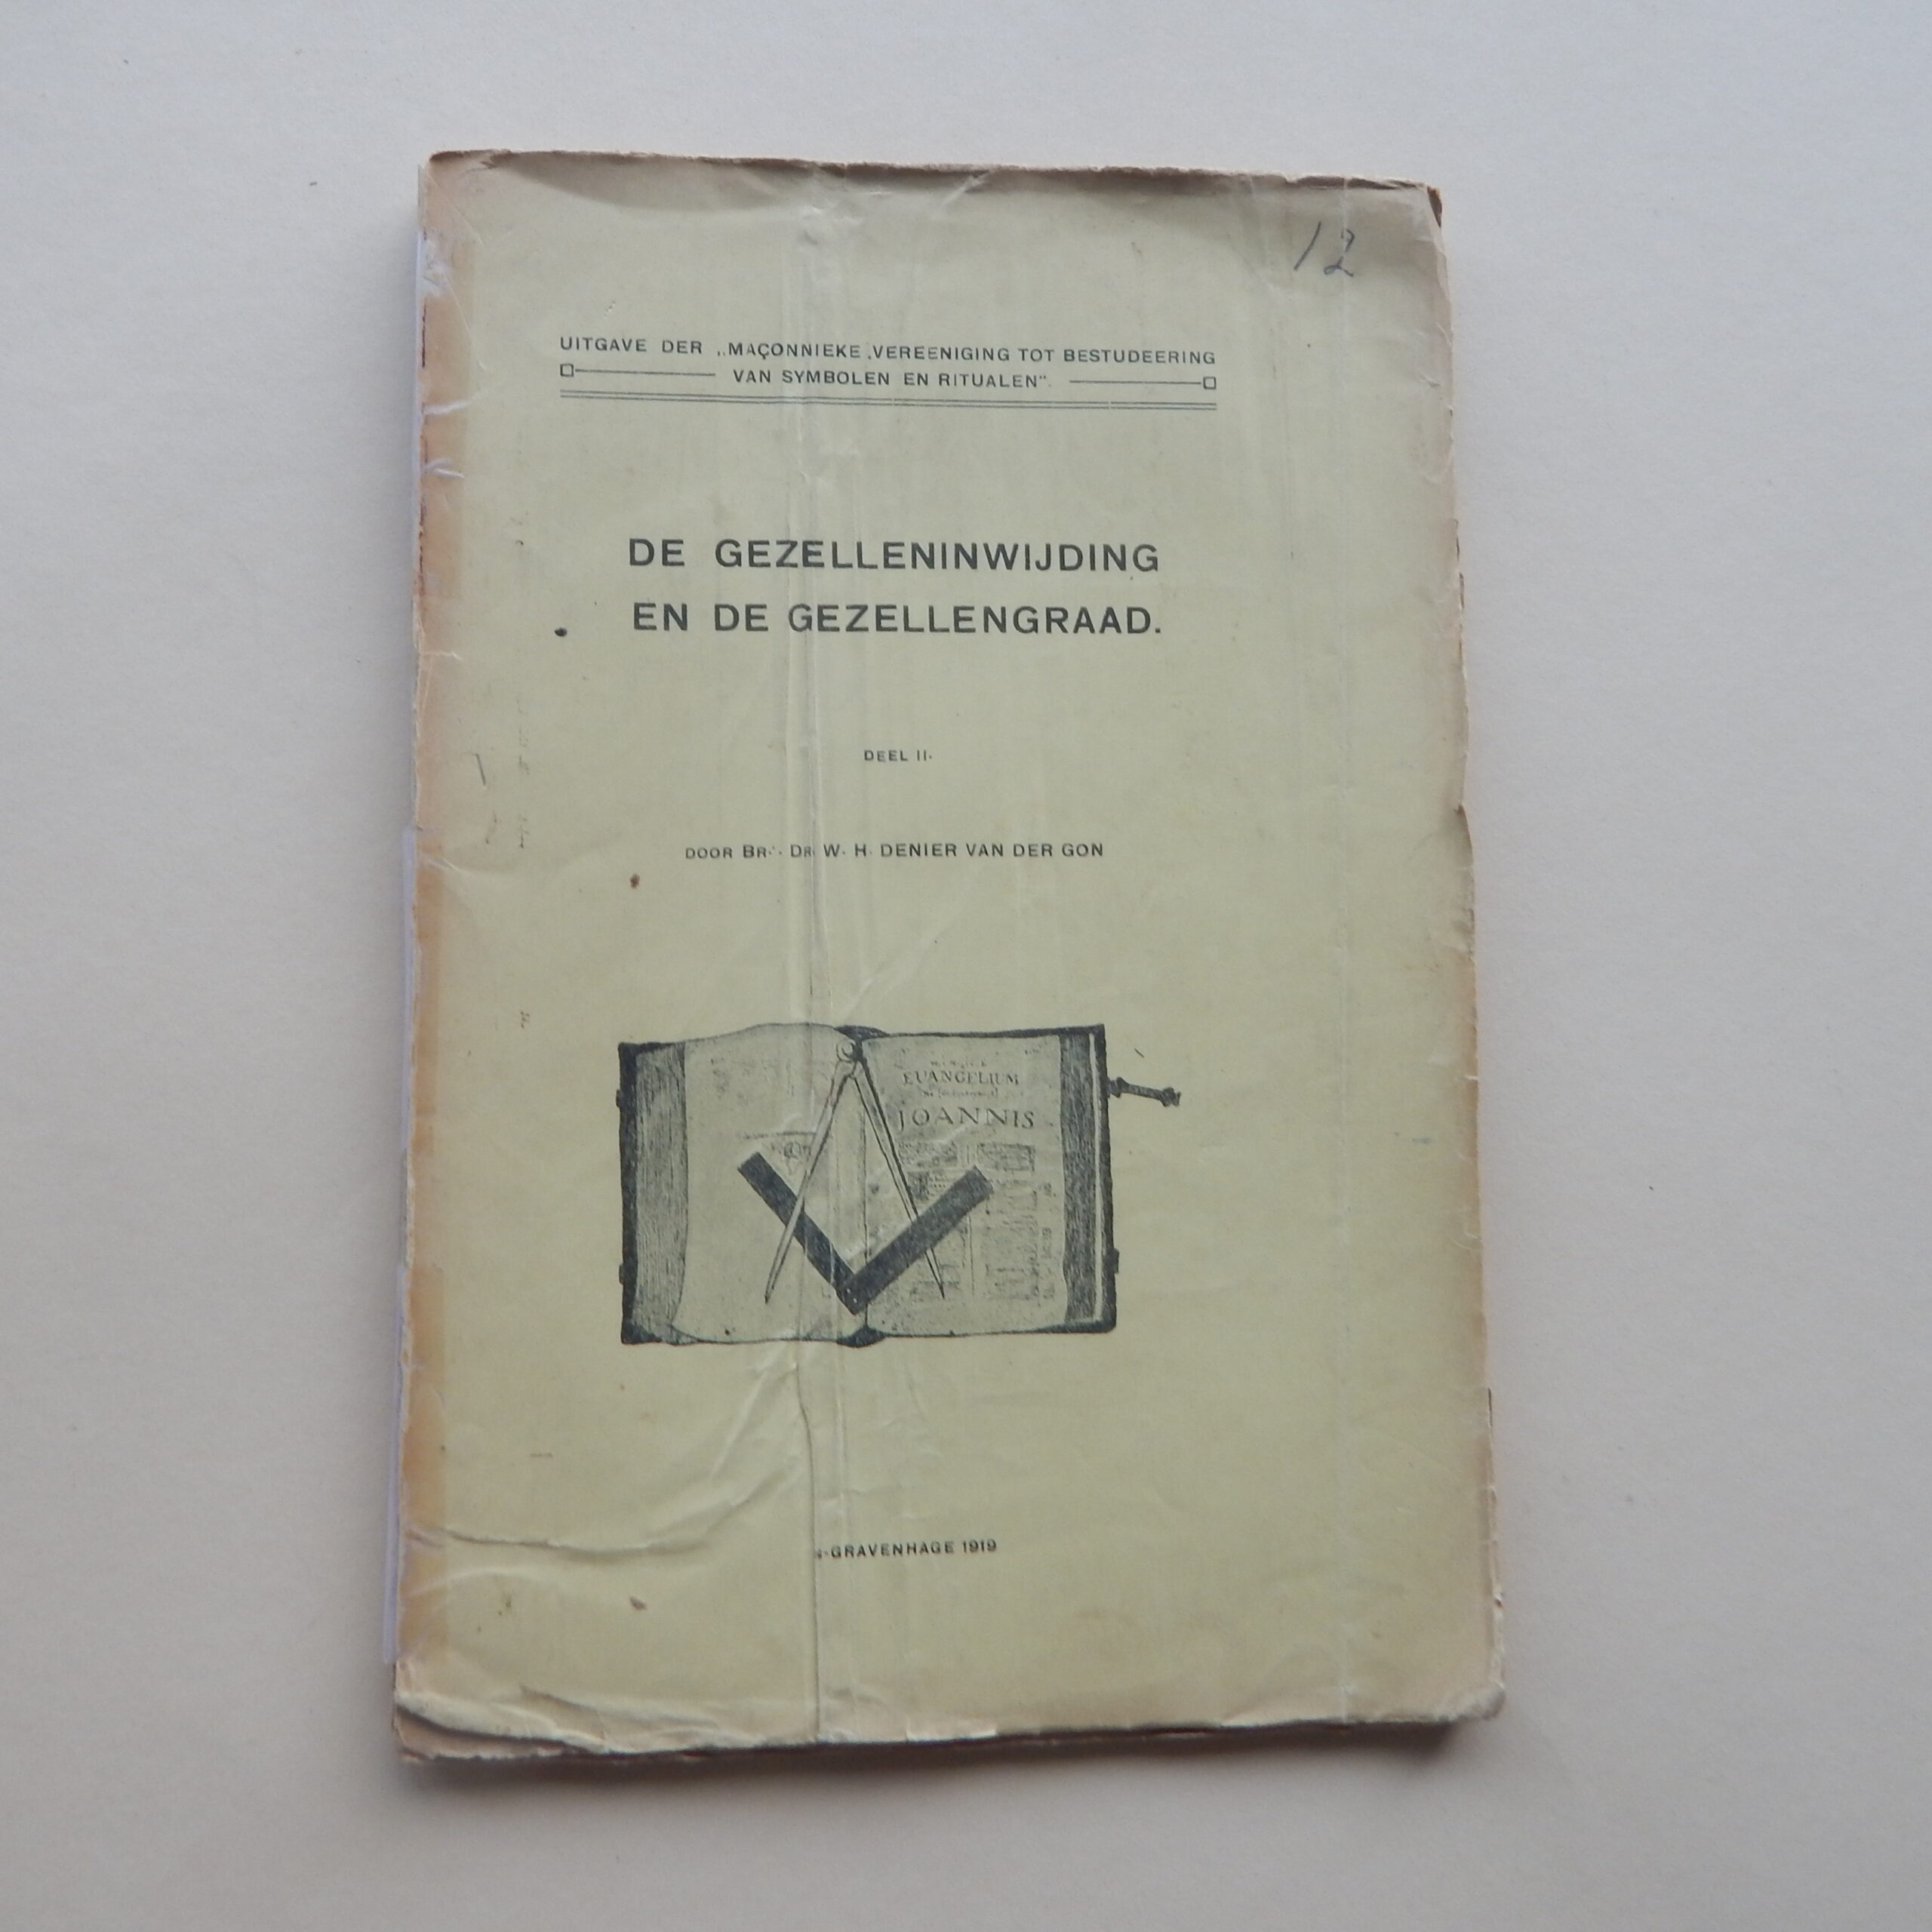 12
UITGAVE DER „MAÇONNIEKE VEREENIGING TOT BESTUDEERING
VAN SYMBOLEN EN RITUALEN".
DE GEZELLENINWIJDING
EN DE GEZELLENGRAAD.
DEEL II.
DOOR BR∴ DR. W. H. DENIER VAN DER GON
EUANGELIUM
JOANNIS
's-GRAVENHAGE 1919